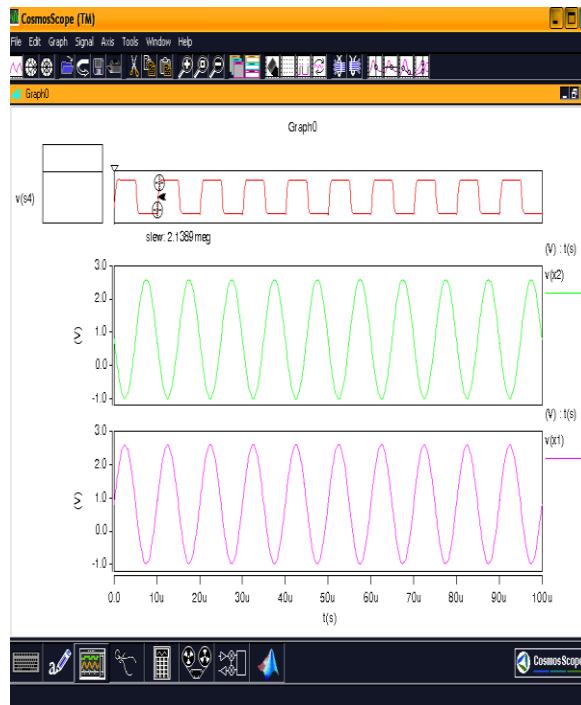 CosmosScope (TM)
File Edit Graph Signal Axis Tools Window Help
Graph0
Graph0
v(s4)
slew: 2.1389meg
(V) : t(s)
v(x2)
3.0
2.0
1.0
0.0
-1.0
(V)
(V) : t(s)
v(x1)
3.0
2.0
1.0
0.0
-1.0
(V)
0.0 10u 20u 30u 40u 50u 60u 70u 80u 90u 100u
t(s)
CosmosScope